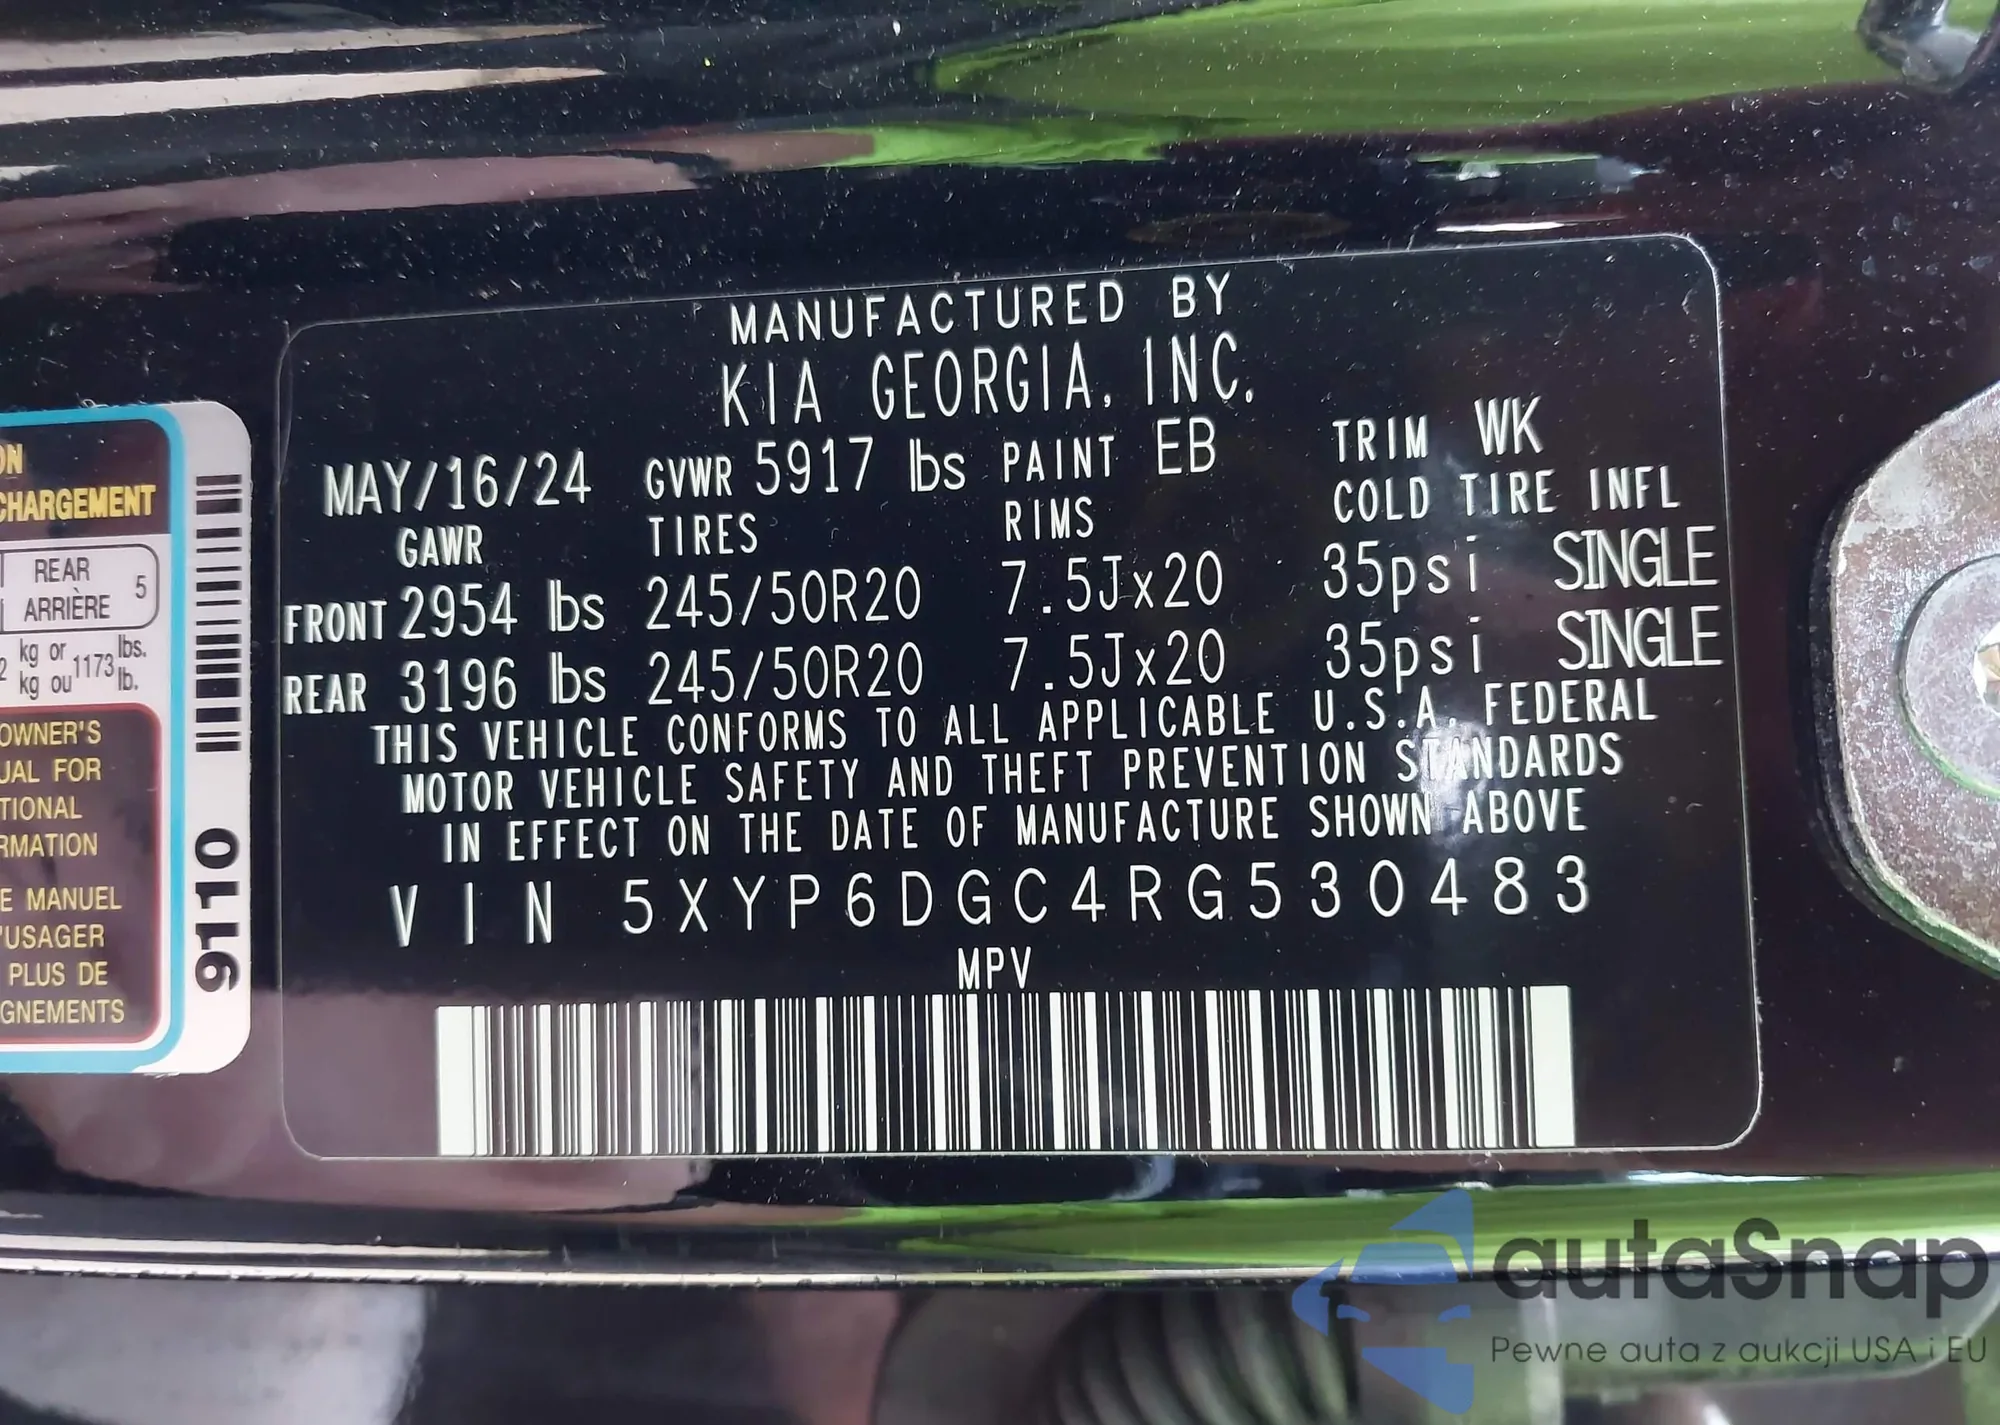 MANUFACTURED BY
KIA GEORGIA, INC.
MAY/16/24 GVWR 5917 lbs PAINT EB TRIM WK
GAWR TIRES RIMS COLD TIRE INFL
FRONT 2954 lbs 245/50R20 7.5Jx20 35psi SINGLE
REAR 3196 lbs 245/50R20 7.5Jx20 35psi SINGLE
THIS VEHICLE CONFORMS TO ALL APPLICABLE U.S.A. FEDERAL
MOTOR VEHICLE SAFETY AND THEFT PREVENTION STANDARDS
IN EFFECT ON THE DATE OF MANUFACTURE SHOWN ABOVE
VIN 5XYP6DGC4RG530483
MPV
CHARGEMENT
REAR
ARRIÈRE 5
kg or 1173 lbs.
kg ou lb.
OWNER'S
FOR
MANUEL
PLUS DE
9110
autaSnap
Pewne auta z aukcji USA i EU